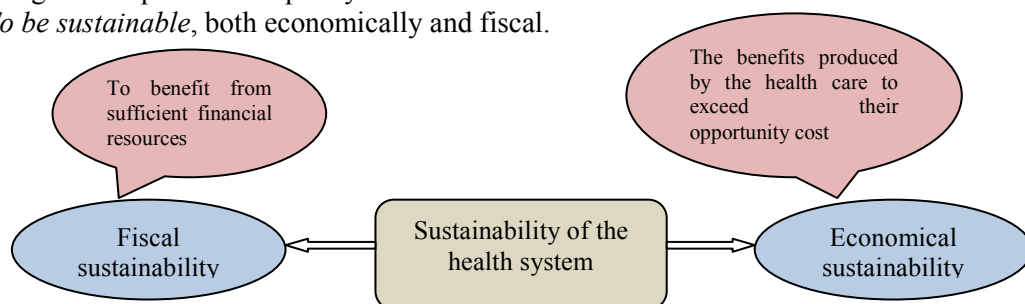 To be sustainable, both economically and fiscal.
To benefit from
sufficient financial
resources
The benefits produced
by the health care to
exceed their
opportunity cost
Fiscal
sustainability
Sustainability of the
health system
Economical
sustainability